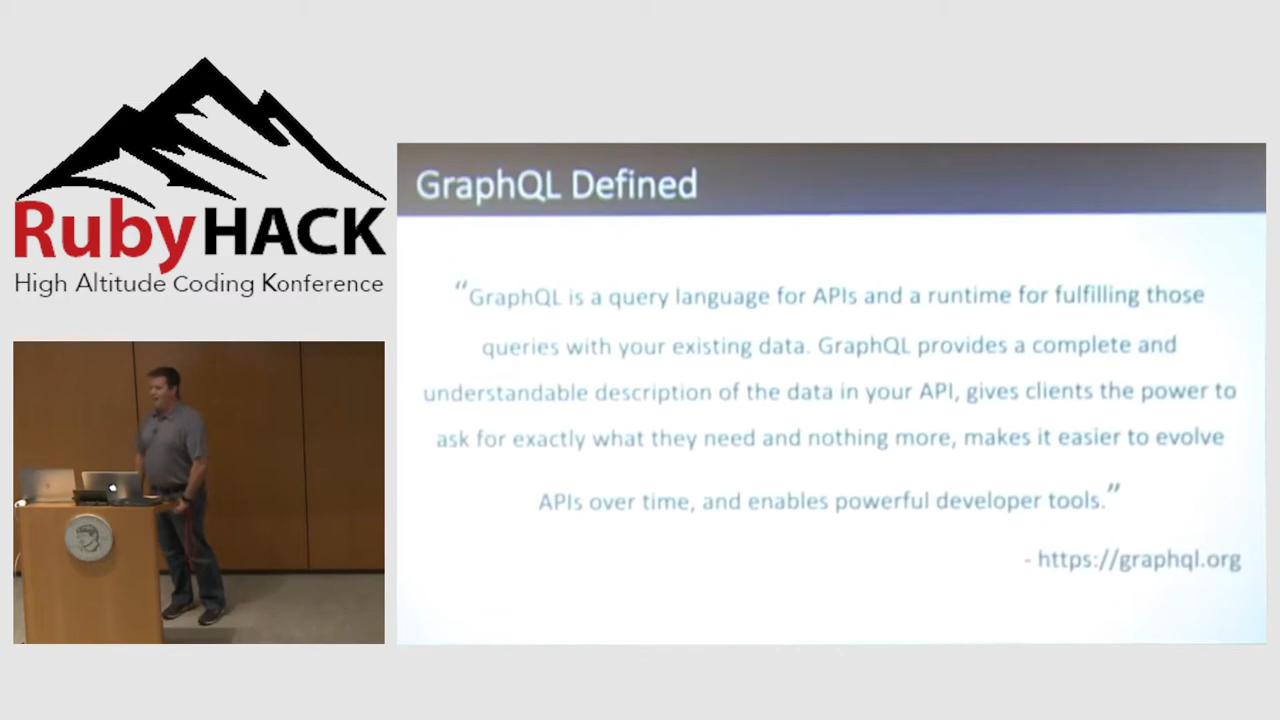 RubyHACK
High Altitude Coding Konference
GraphQL Defined
“GraphQL is a query language for APIs and a runtime for fulfilling those
queries with your existing data. GraphQL provides a complete and
understandable description of the data in your API, gives clients the power to
ask for exactly what they need and nothing more, makes it easier to evolve
APIs over time, and enables powerful developer tools.”
- https://graphql.org